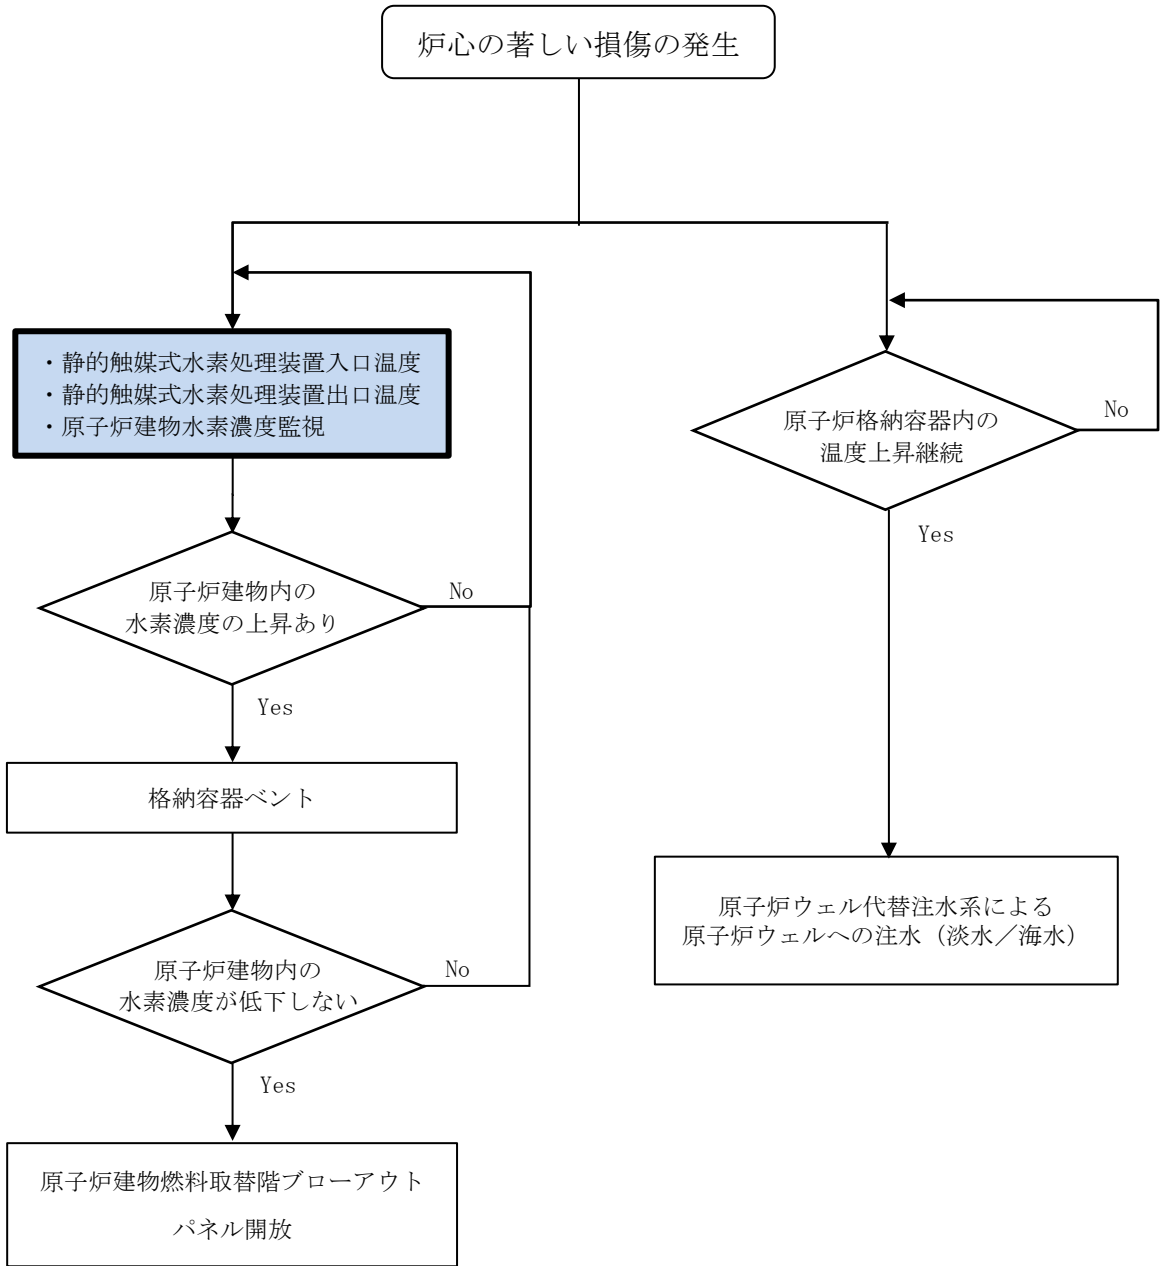 炉心の著しい損傷の発生
・静的触媒式水素処理装置入口温度
・静的触媒式水素処理装置出口温度
・原子炉建物水素濃度監視
原子炉建物内の
水素濃度の上昇あり
No
Yes
格納容器ベント
原子炉建物内の
水素濃度が低下しない
No
Yes
原子炉建物燃料取替階ブローアウト
パネル開放
原子炉格納容器内の
温度上昇継続
No
Yes
原子炉ウェル代替注水系による
原子炉ウェルへの注水（淡水／海水）